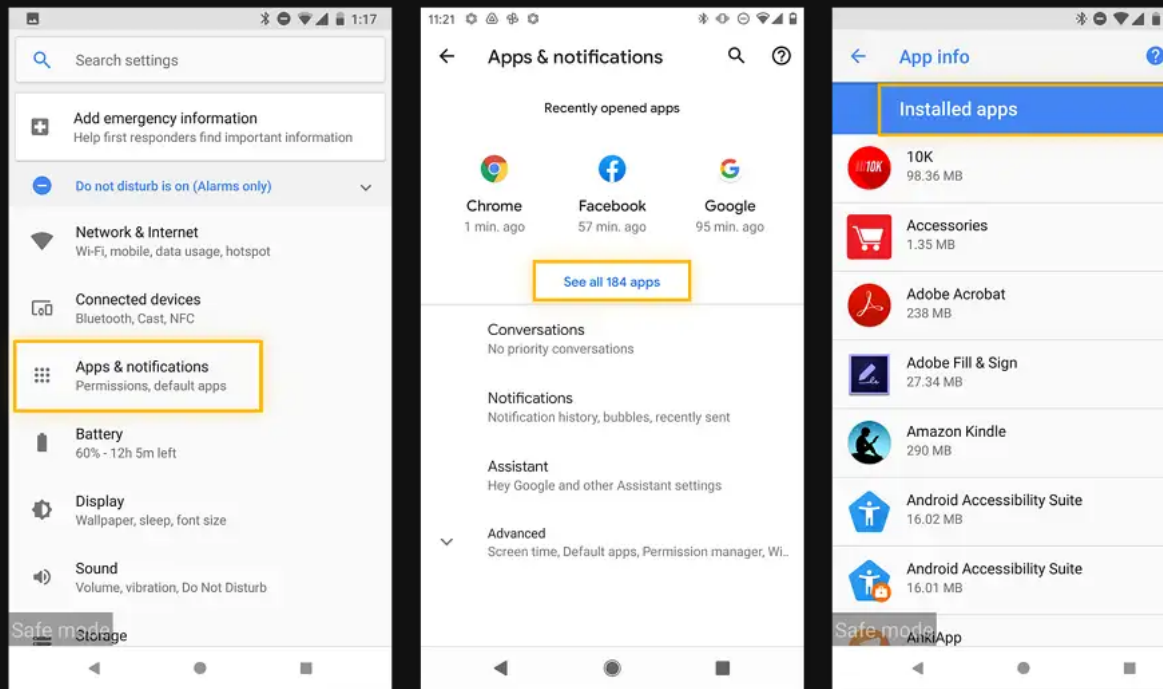 1:17
Search settings
Add emergency information
Help first responders find important information
Do not disturb is on (Alarms only)
Network & Internet
Wi-Fi, mobile, data usage, hotspot
Connected devices
Bluetooth, Cast, NFC
Apps & notifications
Permissions, default apps
Battery
60% - 12h 5m left
Display
Wallpaper, sleep, font size
Sound
Volume, vibration, Do Not Disturb
Safe mode
Storage
11:21
Apps & notifications
Recently opened apps
Chrome
1 min. ago
Facebook
57 min. ago
Google
95 min. ago
See all 184 apps
Conversations
No priority conversations
Notifications
Notification history, bubbles, recently sent
Assistant
Hey Google and other Assistant settings
Advanced
Screen time, Default apps, Permission manager, Wi..
App info
Installed apps
10K
10K
98.36 MB
Accessories
1.35 MB
Adobe Acrobat
238 MB
Adobe Fill & Sign
27.34 MB
Amazon Kindle
290 MB
Android Accessibility Suite
16.02 MB
Android Accessibility Suite
16.01 MB
Safe mode
AnkiApp